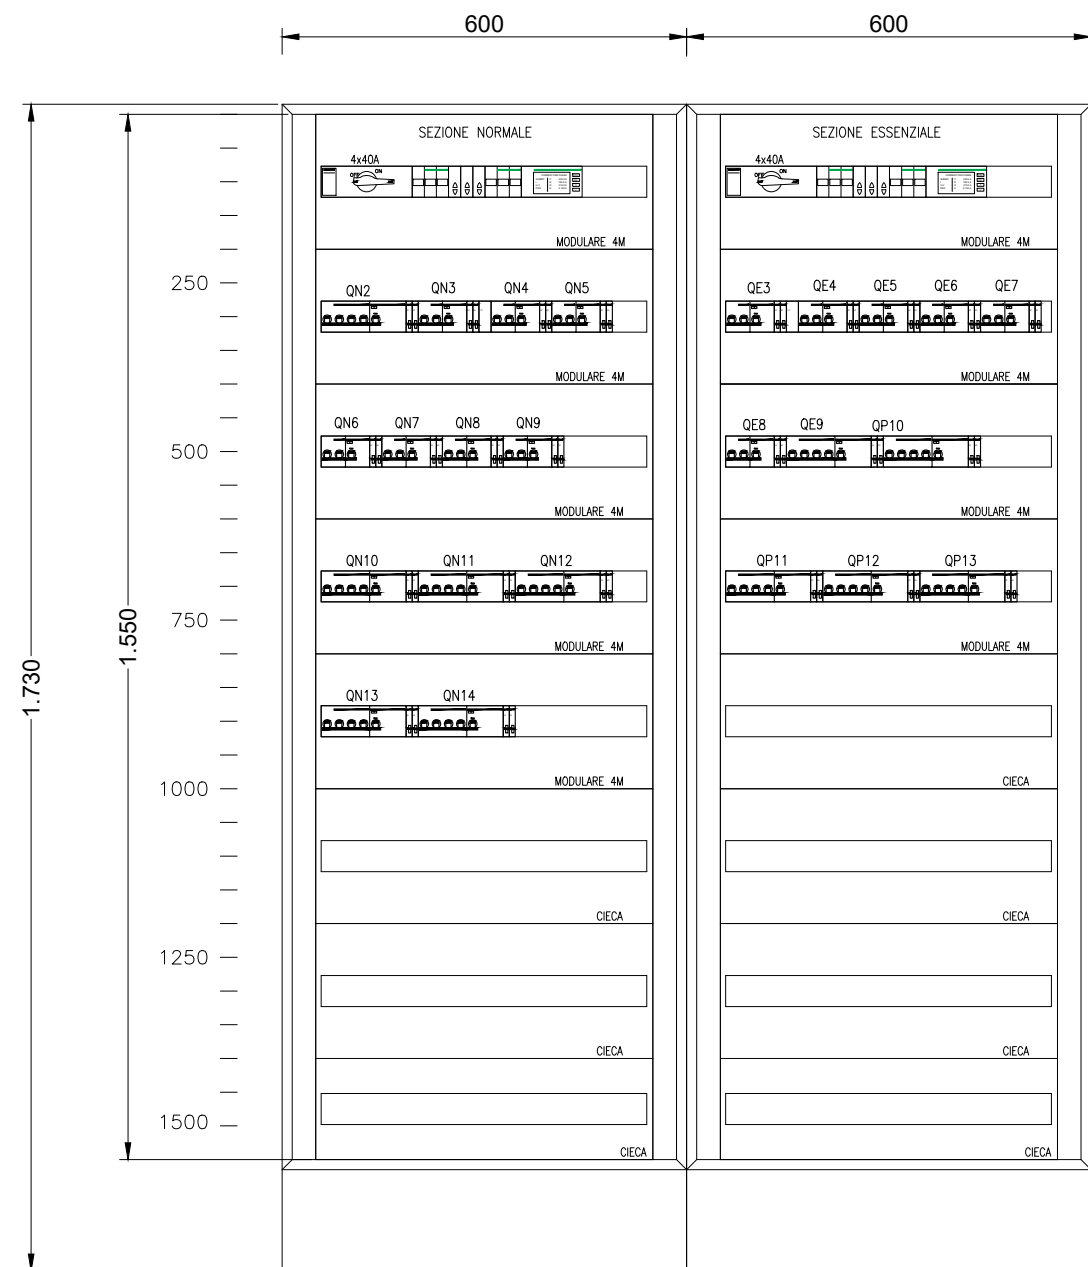 600 600
SEZIONE NORMALE SEZIONE ESSENZIALE
4x40A 4x40A
OFF ON OFF ON
MODULARE 4M MODULARE 4M
250
QN2 QN3 QN4 QN5 QE3 QE4 QE5 QE6 QE7
MODULARE 4M MODULARE 4M
QN6 QN7 QN8 QN9 QE8 QE9 QP10
500
MODULARE 4M MODULARE 4M
QN10 QN11 QN12 QP11 QP12 QP13
750
1.550
MODULARE 4M MODULARE 4M
1.730
QN13 QN14
1000
MODULARE 4M CIECA
CIECA CIECA
1250
CIECA CIECA
1500
CIECA CIECA